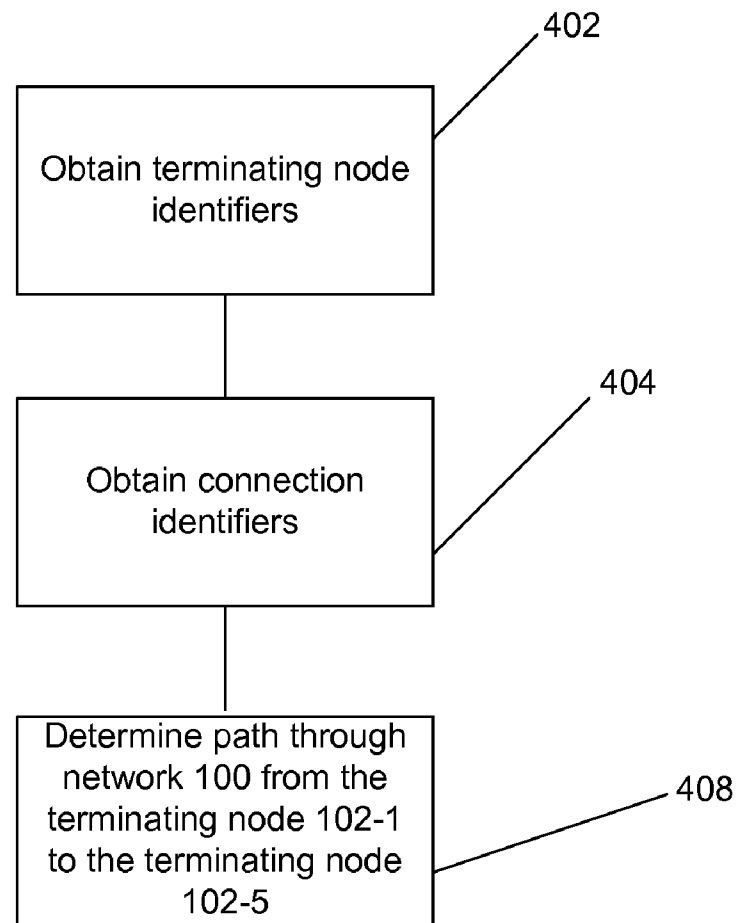 402
Obtain terminating node
identifiers
404
Obtain connection
identifiers
Determine path through
network 100 from the
terminating node 102-1
to the terminating node
102-5
408